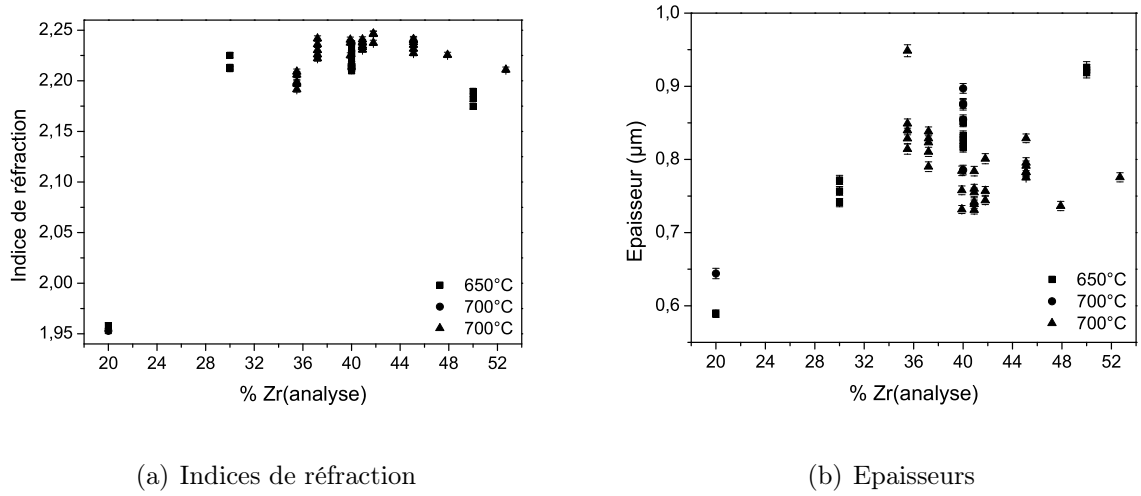 2,25
2,20
2,15
2,10
2,05
2,00
1,95
Indice de réfraction
650°C
700°C
700°C
20 24 28 32 36 40 44 48 52
% Zr(analyse)
(a) Indices de réfraction
1,0
0,9
0,8
0,7
0,6
Epaisseur (µm)
650°C
700°C
700°C
20 24 28 32 36 40 44 48 52
% Zr(analyse)
(b) Epaisseurs